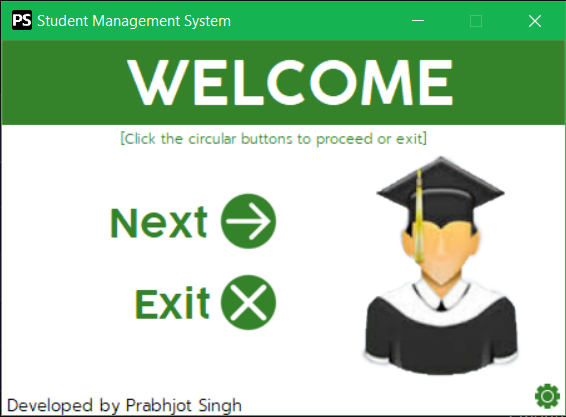 PS Student Management System
WELCOME
[Click the circular buttons to proceed or exit]
Next
Exit
Developed by Prabhjot Singh